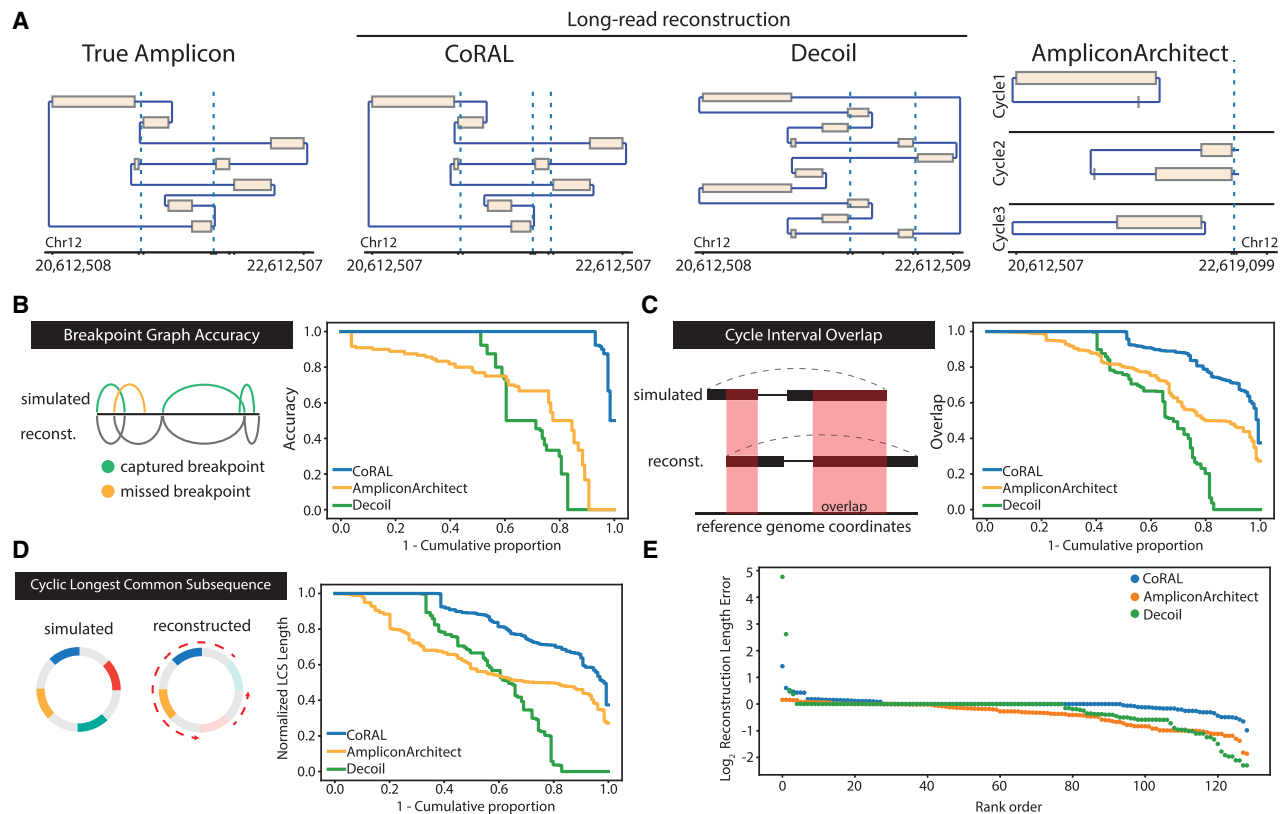 A
Long-read reconstruction
True Amplicon
CoRAL
Decoil
AmpliconArchitect
Cycle1
Cycle2
Cycle3
Chr12
20,612,508
22,612,507
Chr12
20,612,507
22,612,507
Chr12
20,612,508
22,612,509
Chr12
20,612,507
22,619,099
B
Breakpoint Graph Accuracy
simulated
reconst.
captured breakpoint
missed breakpoint
Accuracy
1.0
0.8
0.6
0.4
0.2
0.0
CoRAL
AmpliconArchitect
Decoil
0.0 0.2 0.4 0.6 0.8 1.0
1 - Cumulative proportion
C
Cycle Interval Overlap
simulated
reconst.
overlap
reference genome coordinates
Overlap
1.0
0.8
0.6
0.4
0.2
0.0
CoRAL
AmpliconArchitect
Decoil
0.0 0.2 0.4 0.6 0.8 1.0
1- Cumulative proportion
D
Cyclic Longest Common Subsequence
simulated
reconstructed
Normalized LCS Length
1.0
0.8
0.6
0.4
0.2
0.0
CoRAL
AmpliconArchitect
Decoil
0.0 0.2 0.4 0.6 0.8 1.0
1 - Cumulative proportion
E
Log2 Reconstruction Length Error
5
4
3
2
1
0
-1
-2
CoRAL
AmpliconArchitect
Decoil
0 20 40 60 80 100 120
Rank order